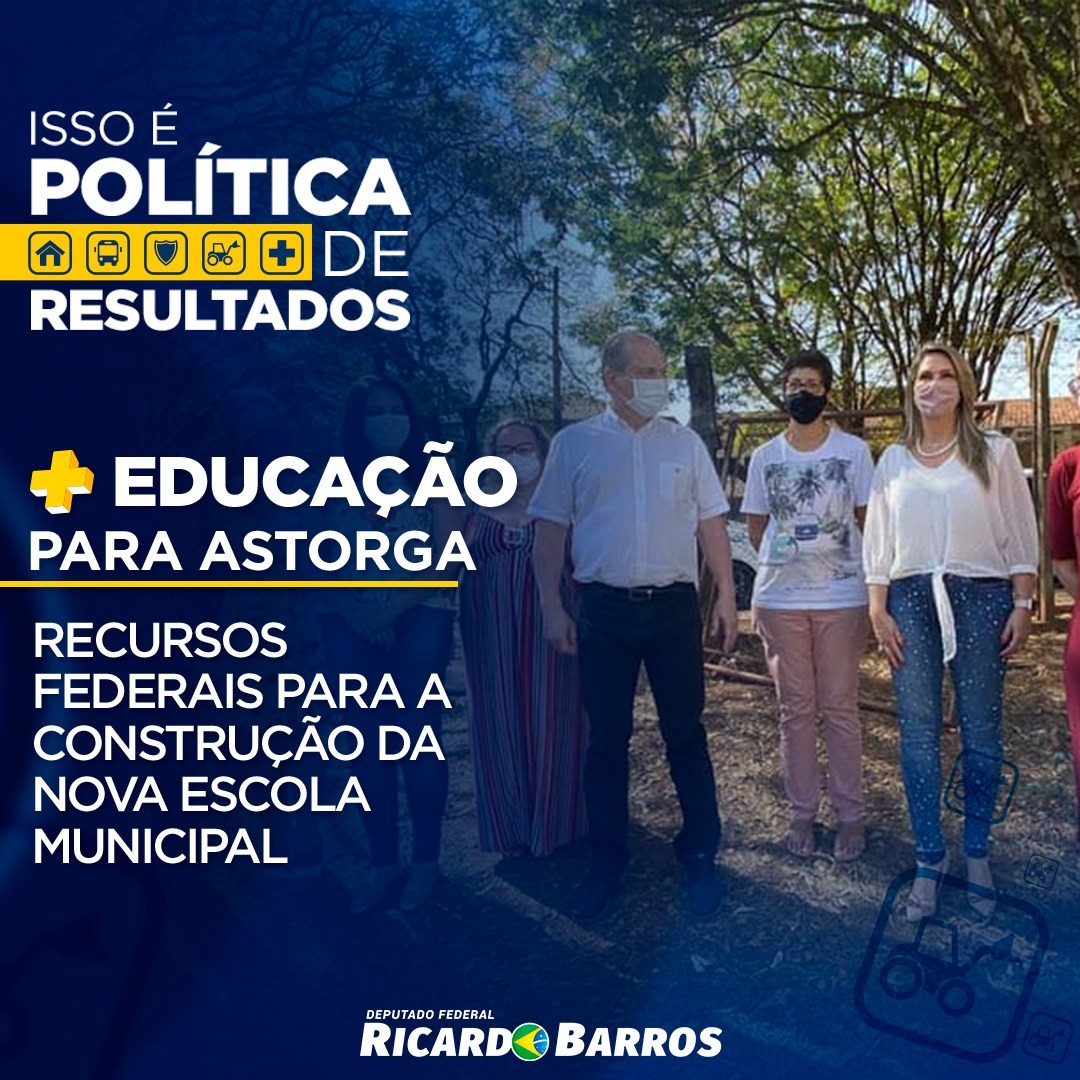 ISSO É
POLÍTICA
DE
RESULTADOS
EDUCAÇÃO
PARA ASTORGA
RECURSOS
FEDERAIS PARA A
CONSTRUÇÃO DA
NOVA ESCOLA
MUNICIPAL
DEPUTADO FEDERAL
RICARDO BARROS